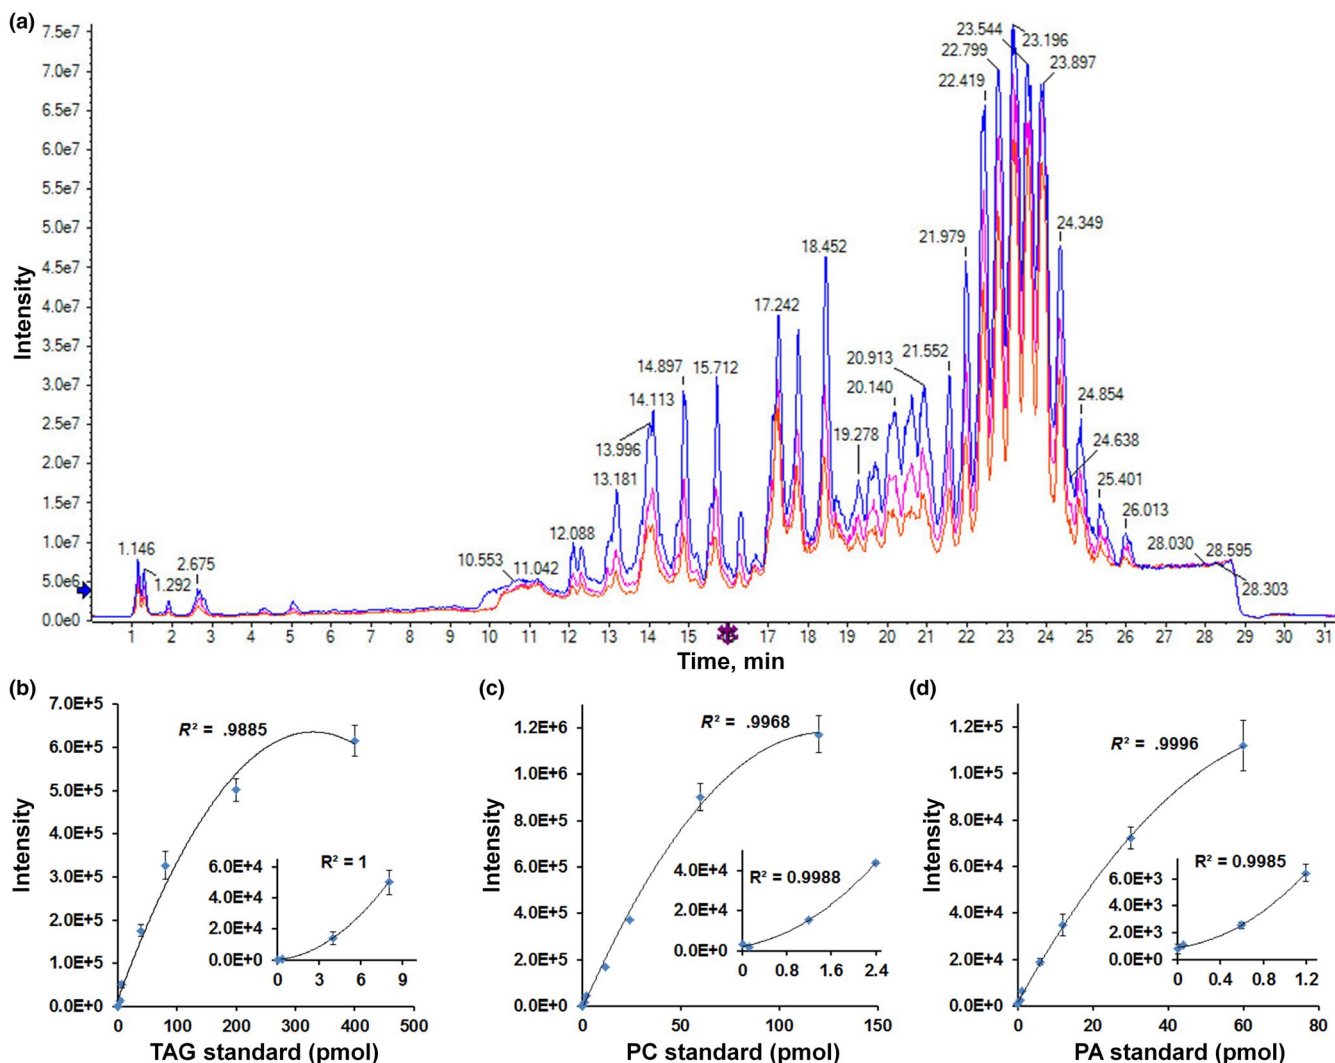 (a)
7.5e7
7.0e7
6.5e7
6.0e7
5.5e7
5.0e7
4.5e7
4.0e7
3.5e7
3.0e7
2.5e7
2.0e7
1.5e7
1.0e7
5.0e6
0.0e0
Intensity
23.544
23.196
22.799
23.897
22.419
24.349
21.979
18.452
17.242
14.897
15.712
20.913
21.552
14.113
20.140
13.996
19.278
24.854
13.181
24.638
25.401
12.088
26.013
1.146
2.675
10.553
11.042
1.292
28.030
28.595
28.303
1 2 3 4 5 6 7 8 9 10 11 12 13 14 15 16 17 18 19 20 21 22 23 24 25 26 27 28 29 30 31
Time, min
(b)
7.0E+5
6.0E+5
5.0E+5
4.0E+5
3.0E+5
2.0E+5
1.0E+5
0.0E+0
Intensity
R² = .9885
R² = 1
6.0E+4
4.0E+4
2.0E+4
0.0E+0
0 3 6 9
0 100 200 300 400 500
TAG standard (pmol)
(c)
1.2E+6
1.0E+6
8.0E+5
6.0E+5
4.0E+5
2.0E+5
0.0E+0
Intensity
R² = .9968
R² = 0.9988
4.0E+4
2.0E+4
0.0E+0
0 0.8 1.6 2.4
0 50 100 150
PC standard (pmol)
(d)
1.2E+5
1.0E+5
8.0E+4
6.0E+4
4.0E+4
2.0E+4
0.0E+0
Intensity
R² = .9996
R² = 0.9985
6.0E+3
4.0E+3
2.0E+3
0.0E+0
0 0.4 0.8 1.2
0 20 40 60 80
PA standard (pmol)